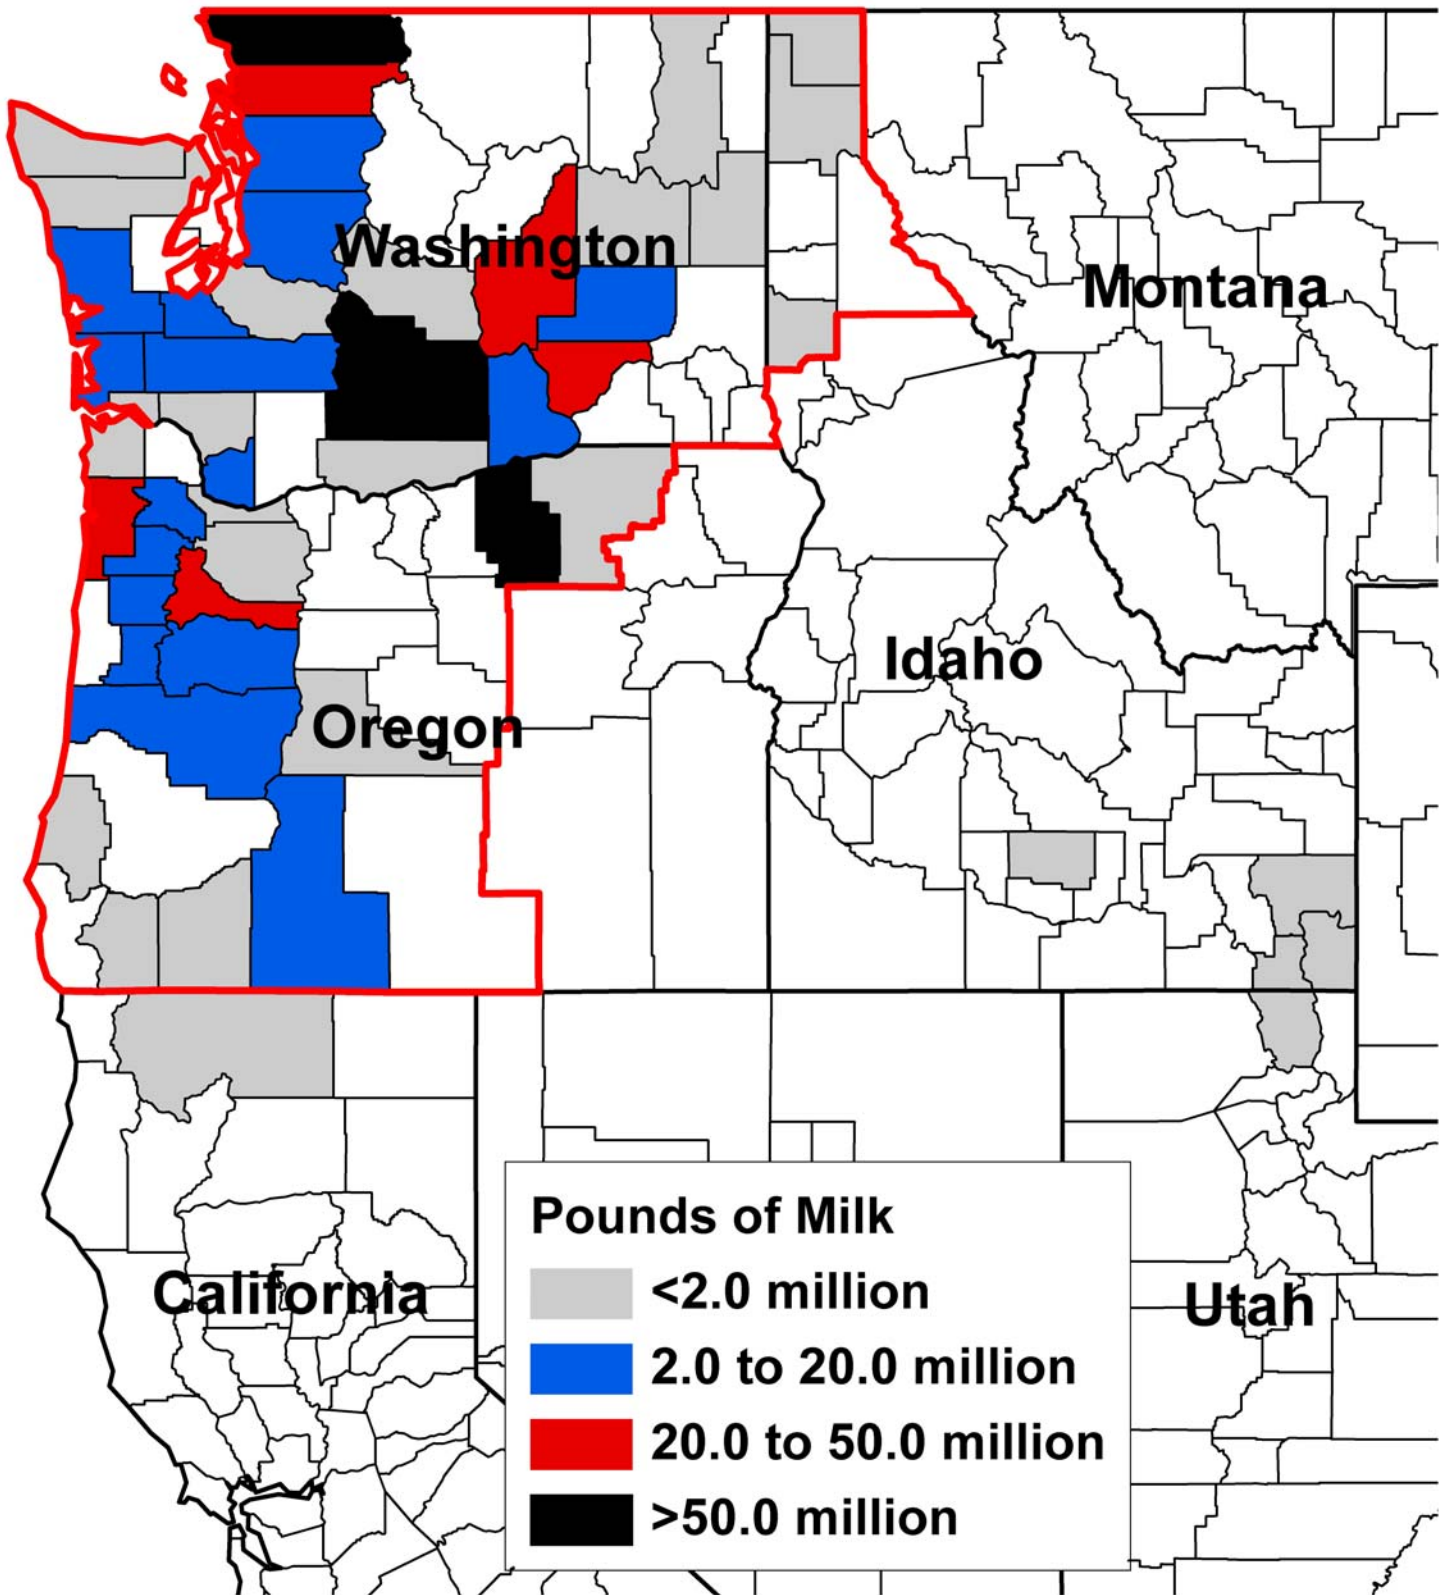 Washington
Montana
Idaho
Oregon
Pounds of Milk
<2.0 million
2.0 to 20.0 million
20.0 to 50.0 million
>50.0 million
California
Utah